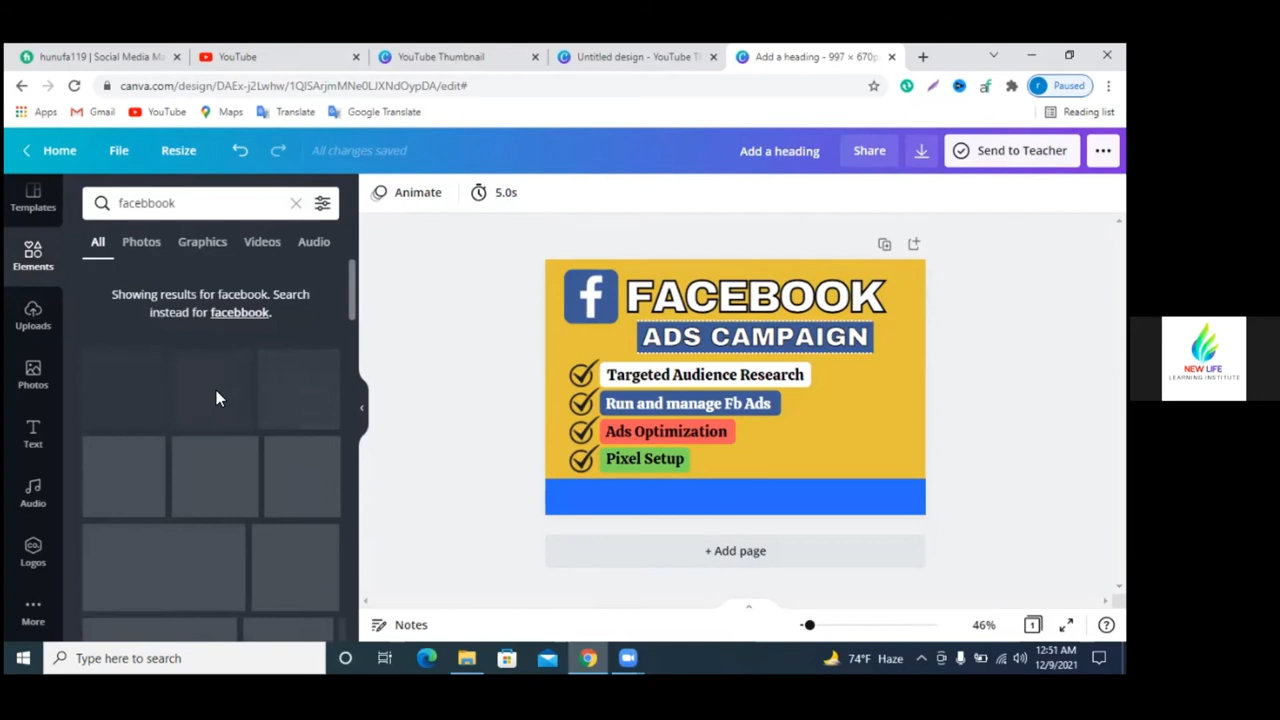 hunufa119 | Social Media Ma
YouTube
YouTube Thumbnail
Untitled design - YouTube Th
Add a heading - 997 × 670p
canva.com/design/DAEx-j2Lwhw/1QlSArjmMNe0LJXNdOypDA/edit#
Paused
Apps
Gmail
YouTube
Maps
Translate
Google Translate
Reading list
Home
File
Resize
All changes saved
Add a heading
Share
Send to Teacher
Templates
facebbook
Animate
5.0s
All
Photos
Graphics
Videos
Audio
Elements
Showing results for facebook. Search
instead for facebbook.
Uploads
Photos
Text
Audio
Logos
More
f FACEBOOK
ADS CAMPAIGN
Targeted Audience Research
Run and manage Fb Ads
Ads Optimization
Pixel Setup
+ Add page
Notes
46%
1
NEW LIFE
LEARNING INSTITUTE
Type here to search
74°F Haze
12:51 AM
12/9/2021